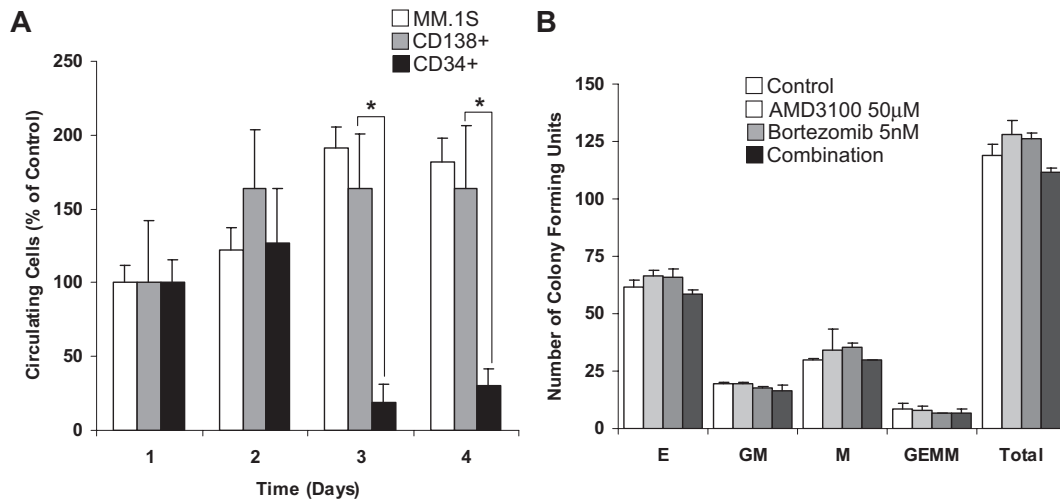 A
MM.1S
CD138+
CD34+
Circulating Cells (% of Control)
250
200
150
100
50
0
*
*
1 2 3 4
Time (Days)
B
Control
AMD3100 50μM
Bortezomib 5nM
Combination
Number of Colony Forming Units
150
125
100
75
50
25
0
E GM M GEMM Total